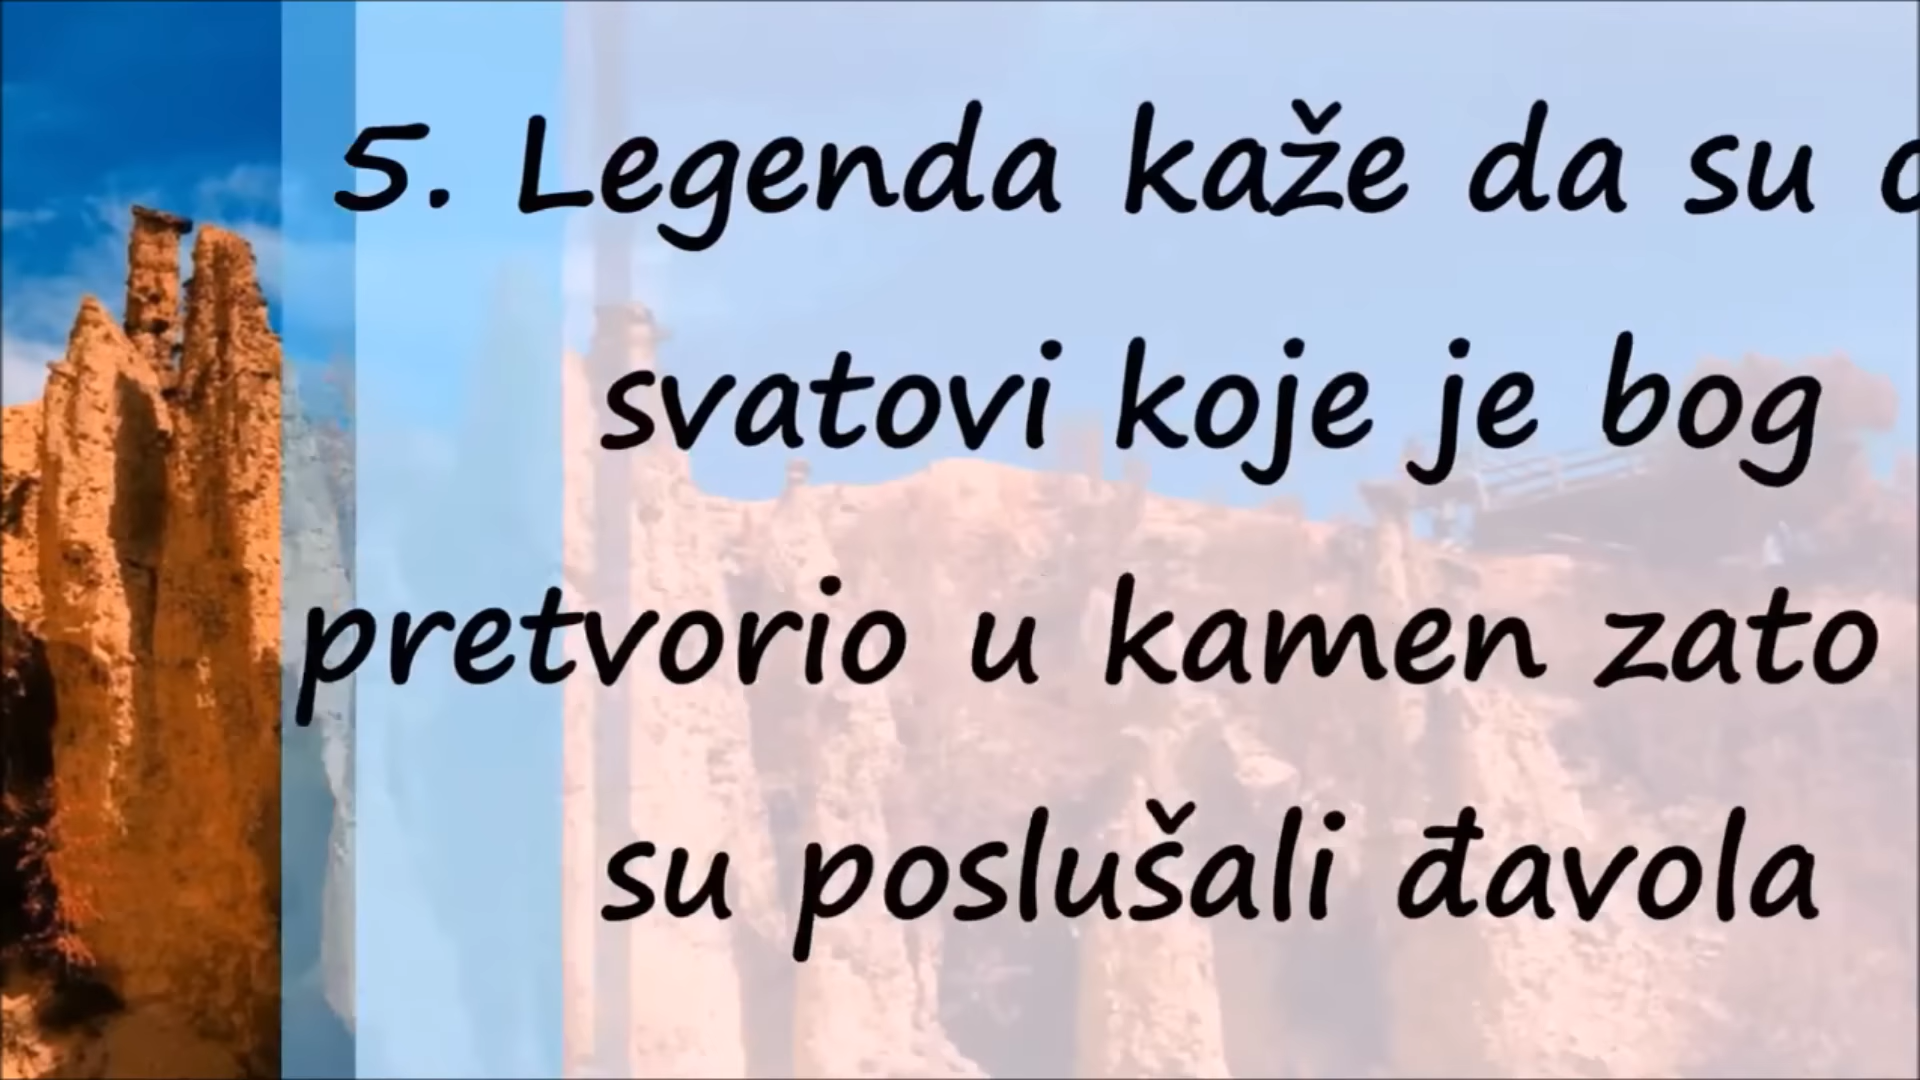 5. Legenda kaže da su
svatovi koje je bog
pretvorio u kamen zato
su poslušali đavola